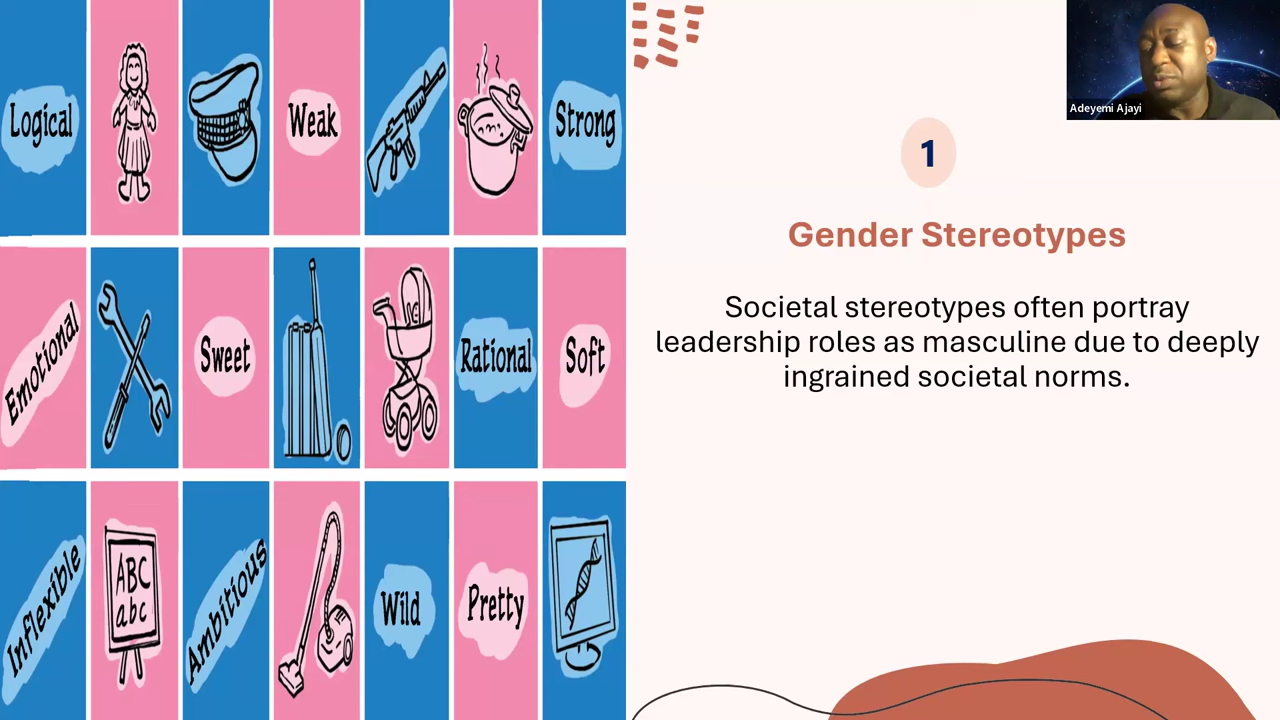 Logical
Weak
Strong
Emotional
Sweet
Rational
Soft
Inflexible
ABC
abc
Ambitious
Wild
Pretty
Adeyemi Ajayi
1
Gender Stereotypes
Societal stereotypes often portray
leadership roles as masculine due to deeply
ingrained societal norms.